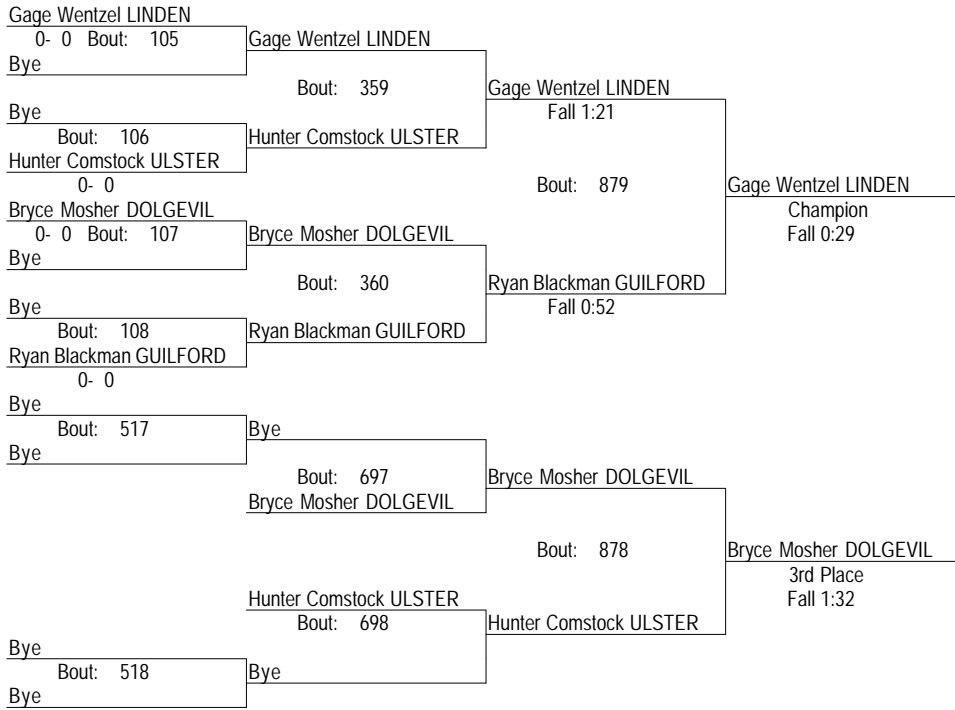 Gage Wentzel LINDEN
0- 0 Bout: 105
Gage Wentzel LINDEN
Bye
Bout: 359
Gage Wentzel LINDEN
Bye
Fall 1:21
Bout: 106
Hunter Comstock ULSTER
Hunter Comstock ULSTER
0- 0
Bout: 879
Gage Wentzel LINDEN
Bryce Mosher DOLGEVIL
Champion
0- 0 Bout: 107
Bryce Mosher DOLGEVIL
Fall 0:29
Bye
Bout: 360
Ryan Blackman GUILFORD
Bye
Fall 0:52
Bout: 108
Ryan Blackman GUILFORD
Ryan Blackman GUILFORD
0- 0
Bye
Bout: 517
Bye
Bye
Bout: 697
Bryce Mosher DOLGEVIL
Bryce Mosher DOLGEVIL
Bout: 878
Bryce Mosher DOLGEVIL
3rd Place
Hunter Comstock ULSTER
Fall 1:32
Bout: 698
Hunter Comstock ULSTER
Bye
Bout: 518
Bye
Bye